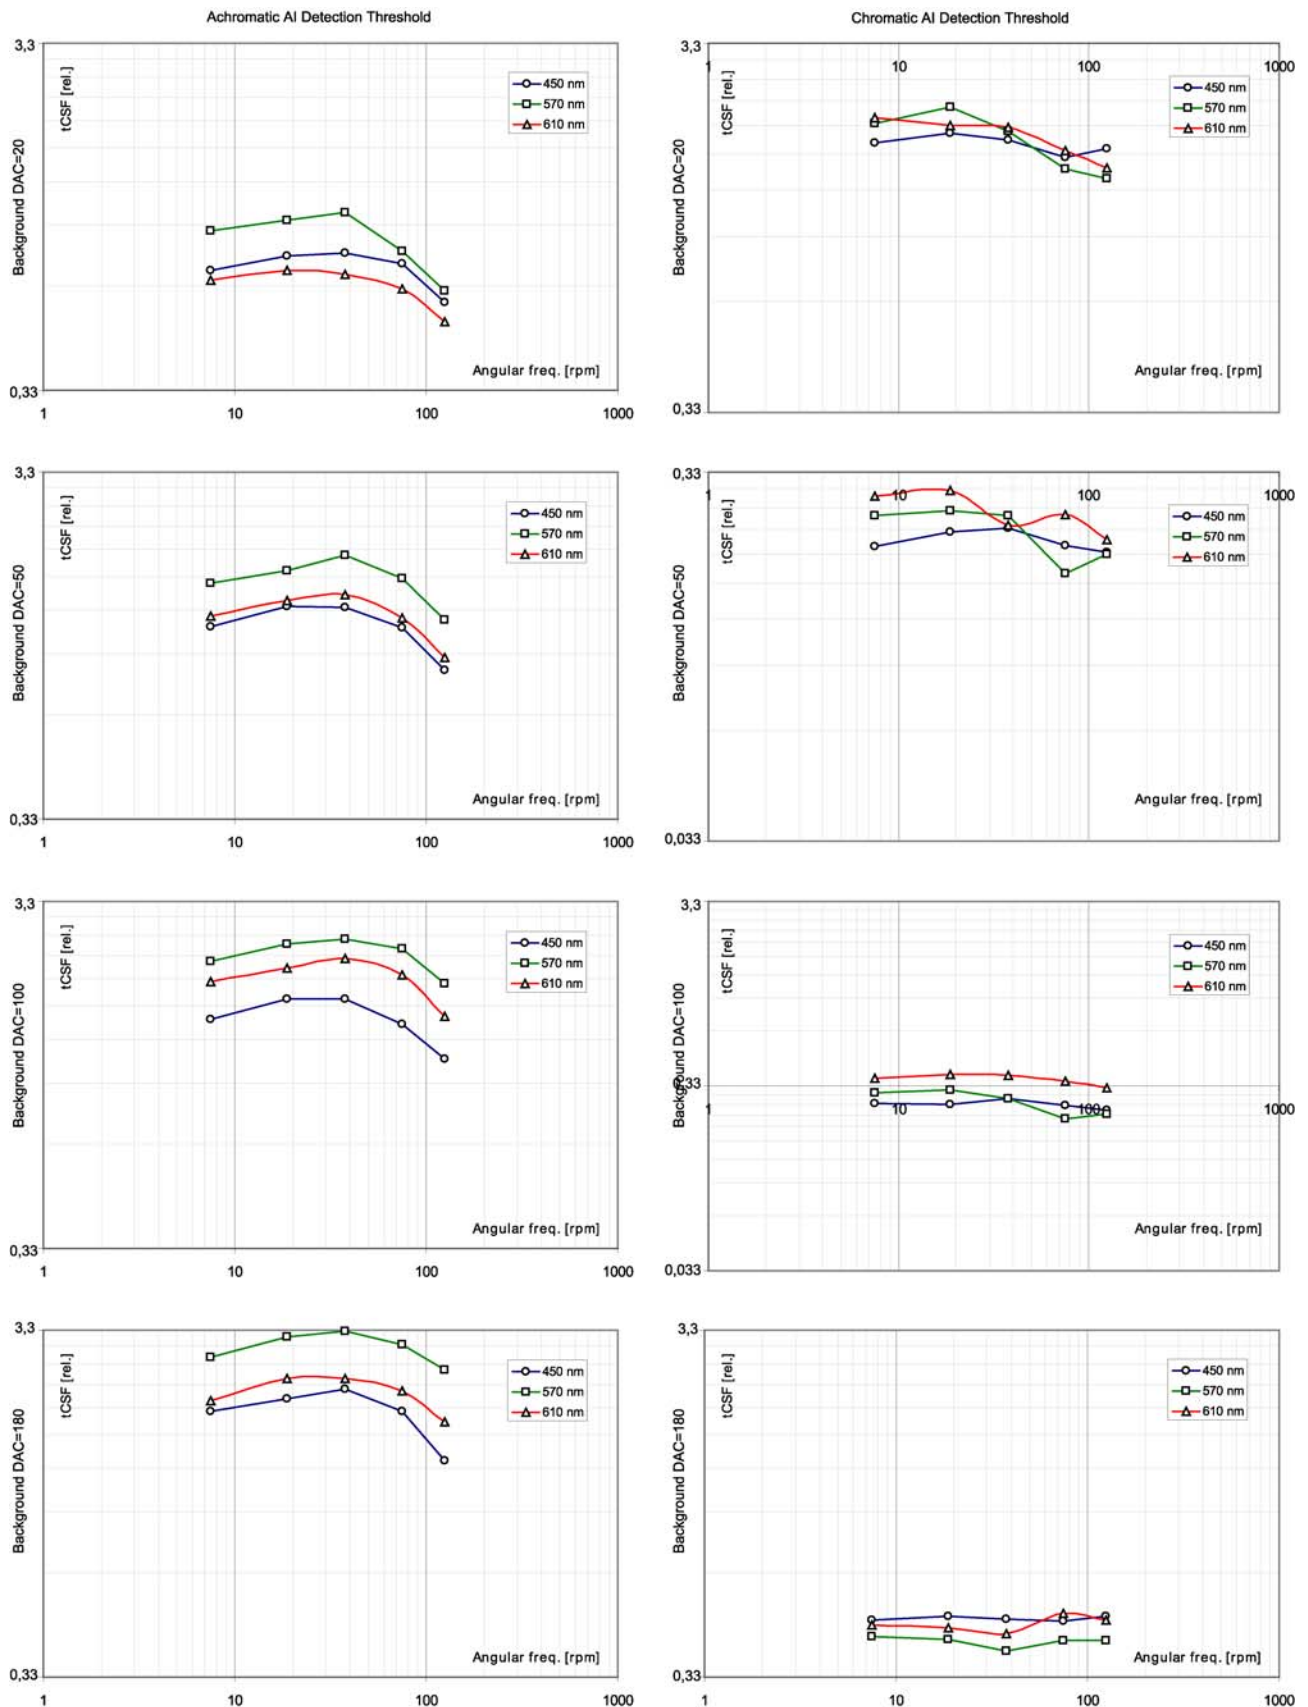 Achromatic AI Detection Threshold
3,3
tCSF [rel.]
Background DAC=20
450 nm
570 nm
610 nm
Angular freq. [rpm]
0,33
1 10 100 1000
Chromatic AI Detection Threshold
3,3
1 10 100 1000
tCSF [rel.]
Background DAC=20
450 nm
570 nm
610 nm
0,33
3,3
tCSF [rel.]
Background DAC=50
450 nm
570 nm
610 nm
Angular freq. [rpm]
0,33
1 10 100 1000
0,33
1 10 100 1000
tCSF [rel.]
Background DAC=50
450 nm
570 nm
610 nm
Angular freq. [rpm]
0,033
3,3
tCSF [rel.]
Background DAC=100
450 nm
570 nm
610 nm
Angular freq. [rpm]
0,33
1 10 100 1000
3,3
tCSF [rel.]
Background DAC=100
450 nm
570 nm
610 nm
0,33
1 10 100 1000
Angular freq. [rpm]
0,033
3,3
tCSF [rel.]
Background DAC=180
450 nm
570 nm
610 nm
Angular freq. [rpm]
0,33
1 10 100 1000
3,3
tCSF [rel.]
Background DAC=180
450 nm
570 nm
610 nm
Angular freq. [rpm]
0,33
1 10 100 1000